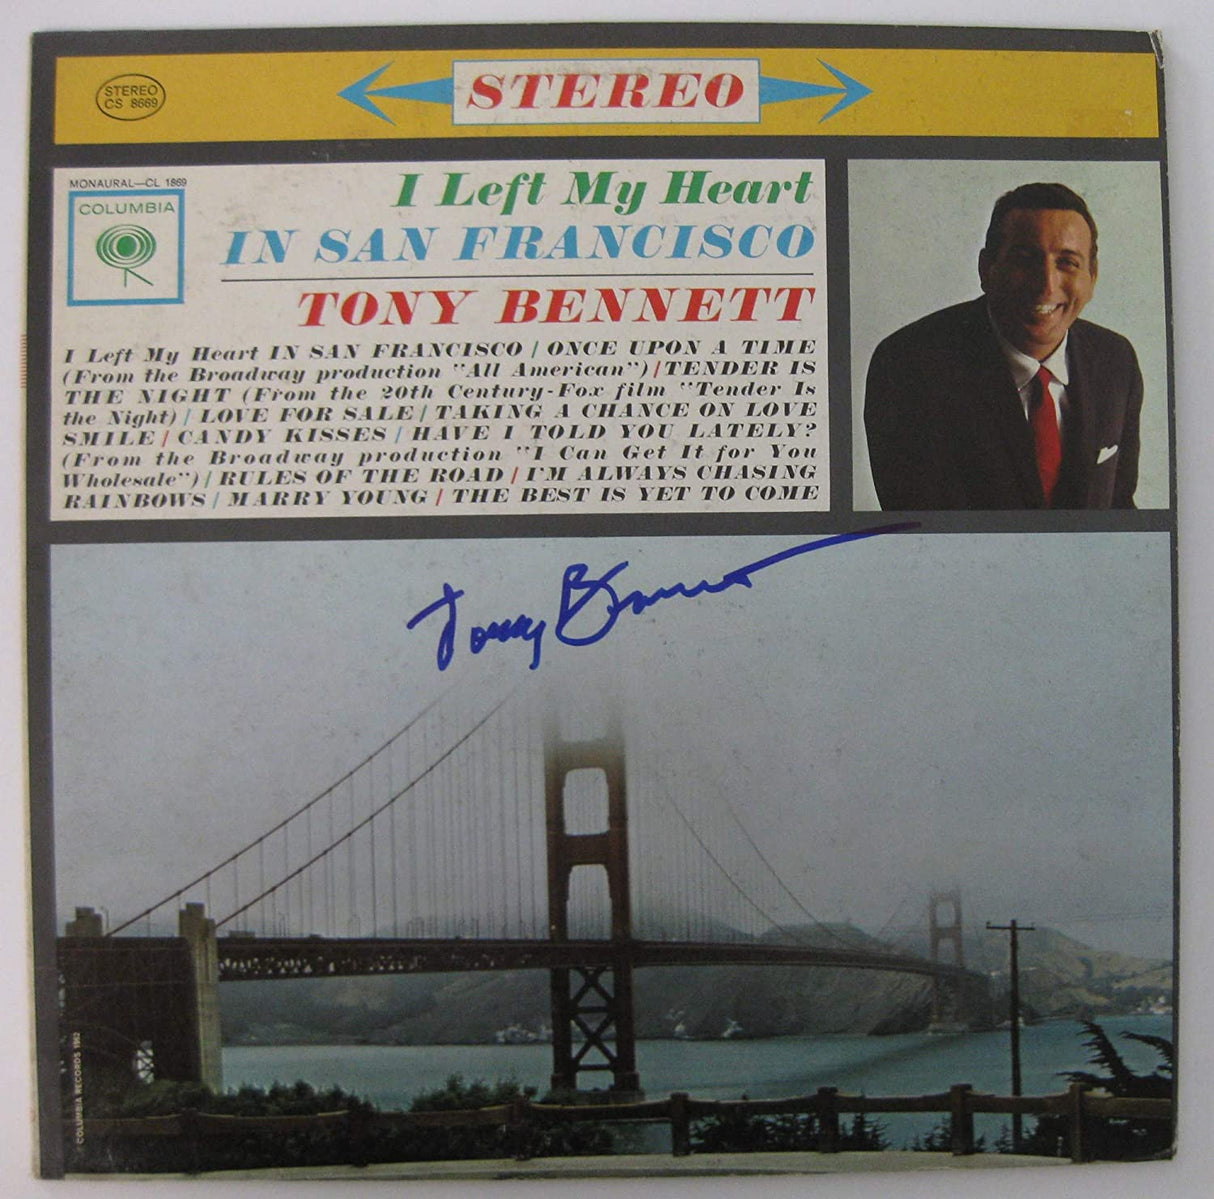 STEREO
CS 8669
STEREO
MONAURAL—CL 1869
COLUMBIA
I Left My Heart
IN SAN FRANCISCO
TONY BENNETT
I Left My Heart IN SAN FRANCISCO / ONCE UPON A TIME
(From the Broadway production "All American") / TENDER IS
THE NIGHT (From the 20th Century-Fox film "Tender Is
the Night) / LOVE FOR SALE / TAKING A CHANCE ON LOVE
SMILE / CANDY KISSES / HAVE I TOLD YOU LATELY?
(From the Broadway production "I Can Get It for You
Wholesale") / RULES OF THE ROAD / I'M ALWAYS CHASING
RAINBOWS / MARRY YOUNG / THE BEST IS YET TO COME
Tony Bennett
© COLUMBIA RECORDS 1962